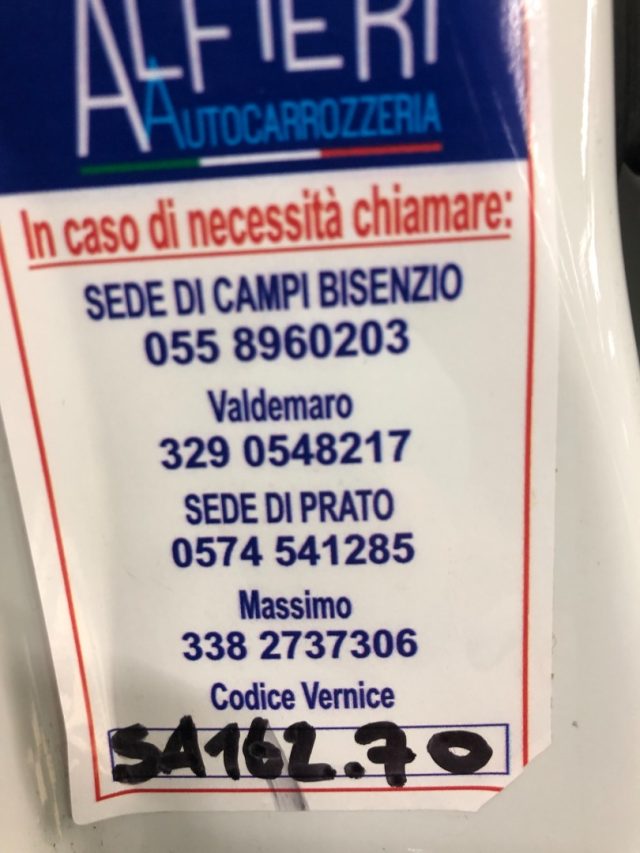 ALFIERI
AUTOCARROZZERIA
In caso di necessità chiamare:
SEDE DI CAMPI BISENZIO
055 8960203
Valdemaro
329 0548217
SEDE DI PRATO
0574 541285
Massimo
338 2737306
Codice Vernice
SA162.70